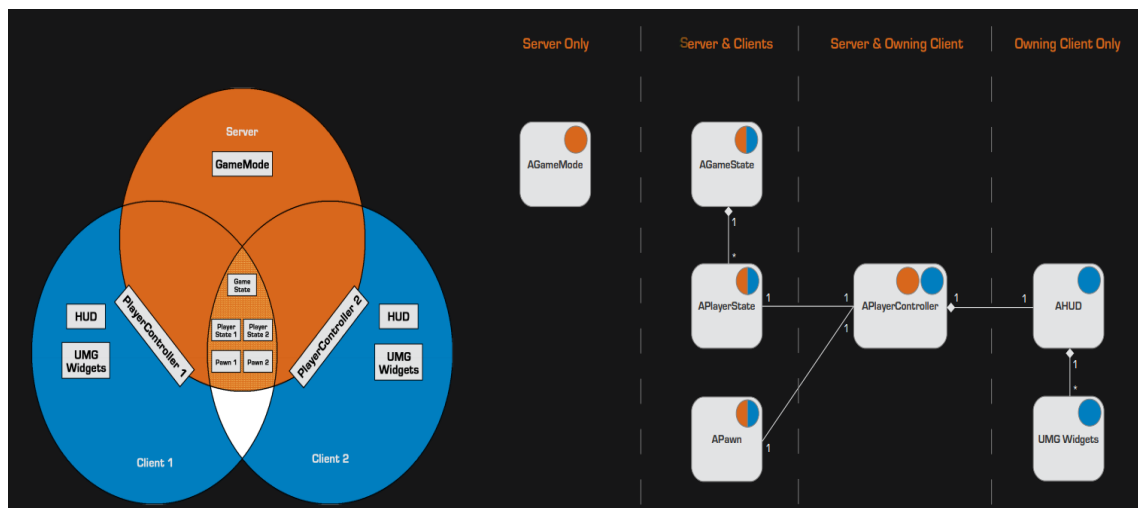 Server
GameMode
PlayerController 1
PlayerController 2
Game
State
Player
State 1
Player
State 2
Pawn 1
Pawn 2
HUD
UMG
Widgets
HUD
UMG
Widgets
Client 1
Client 2
Server Only
Server & Clients
Server & Owning Client
Owning Client Only
AGameMode
AGameState
1
*
APlayerState
1
1
APlayerController
1
1
1
AHUD
1
*
APawn
1
UMG Widgets